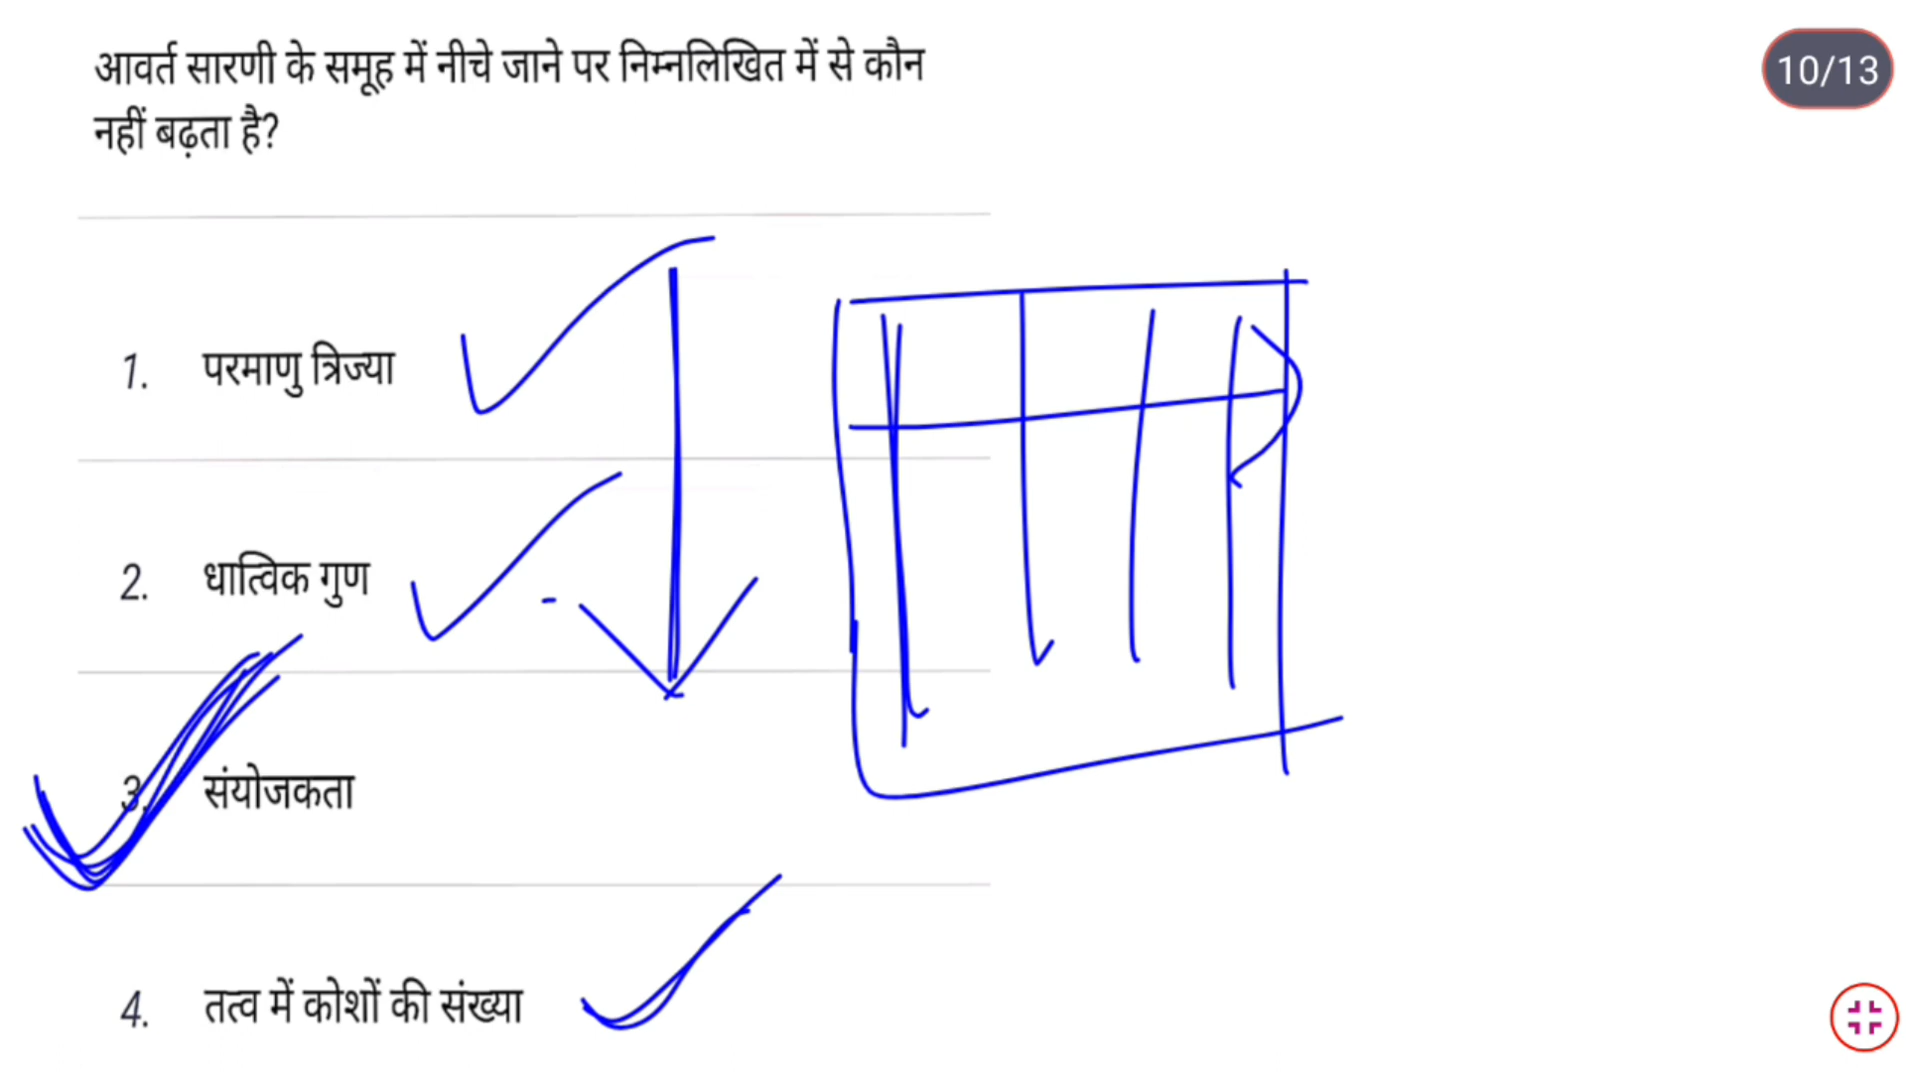 आवर्त सारणी के समूह में नीचे जाने पर निम्नलिखित में से कौन
नहीं बढ़ता है?
10/13
1. परमाणु त्रिज्या
2. धात्विक गुण
3. संयोजकता
4. तत्व में कोशों की संख्या